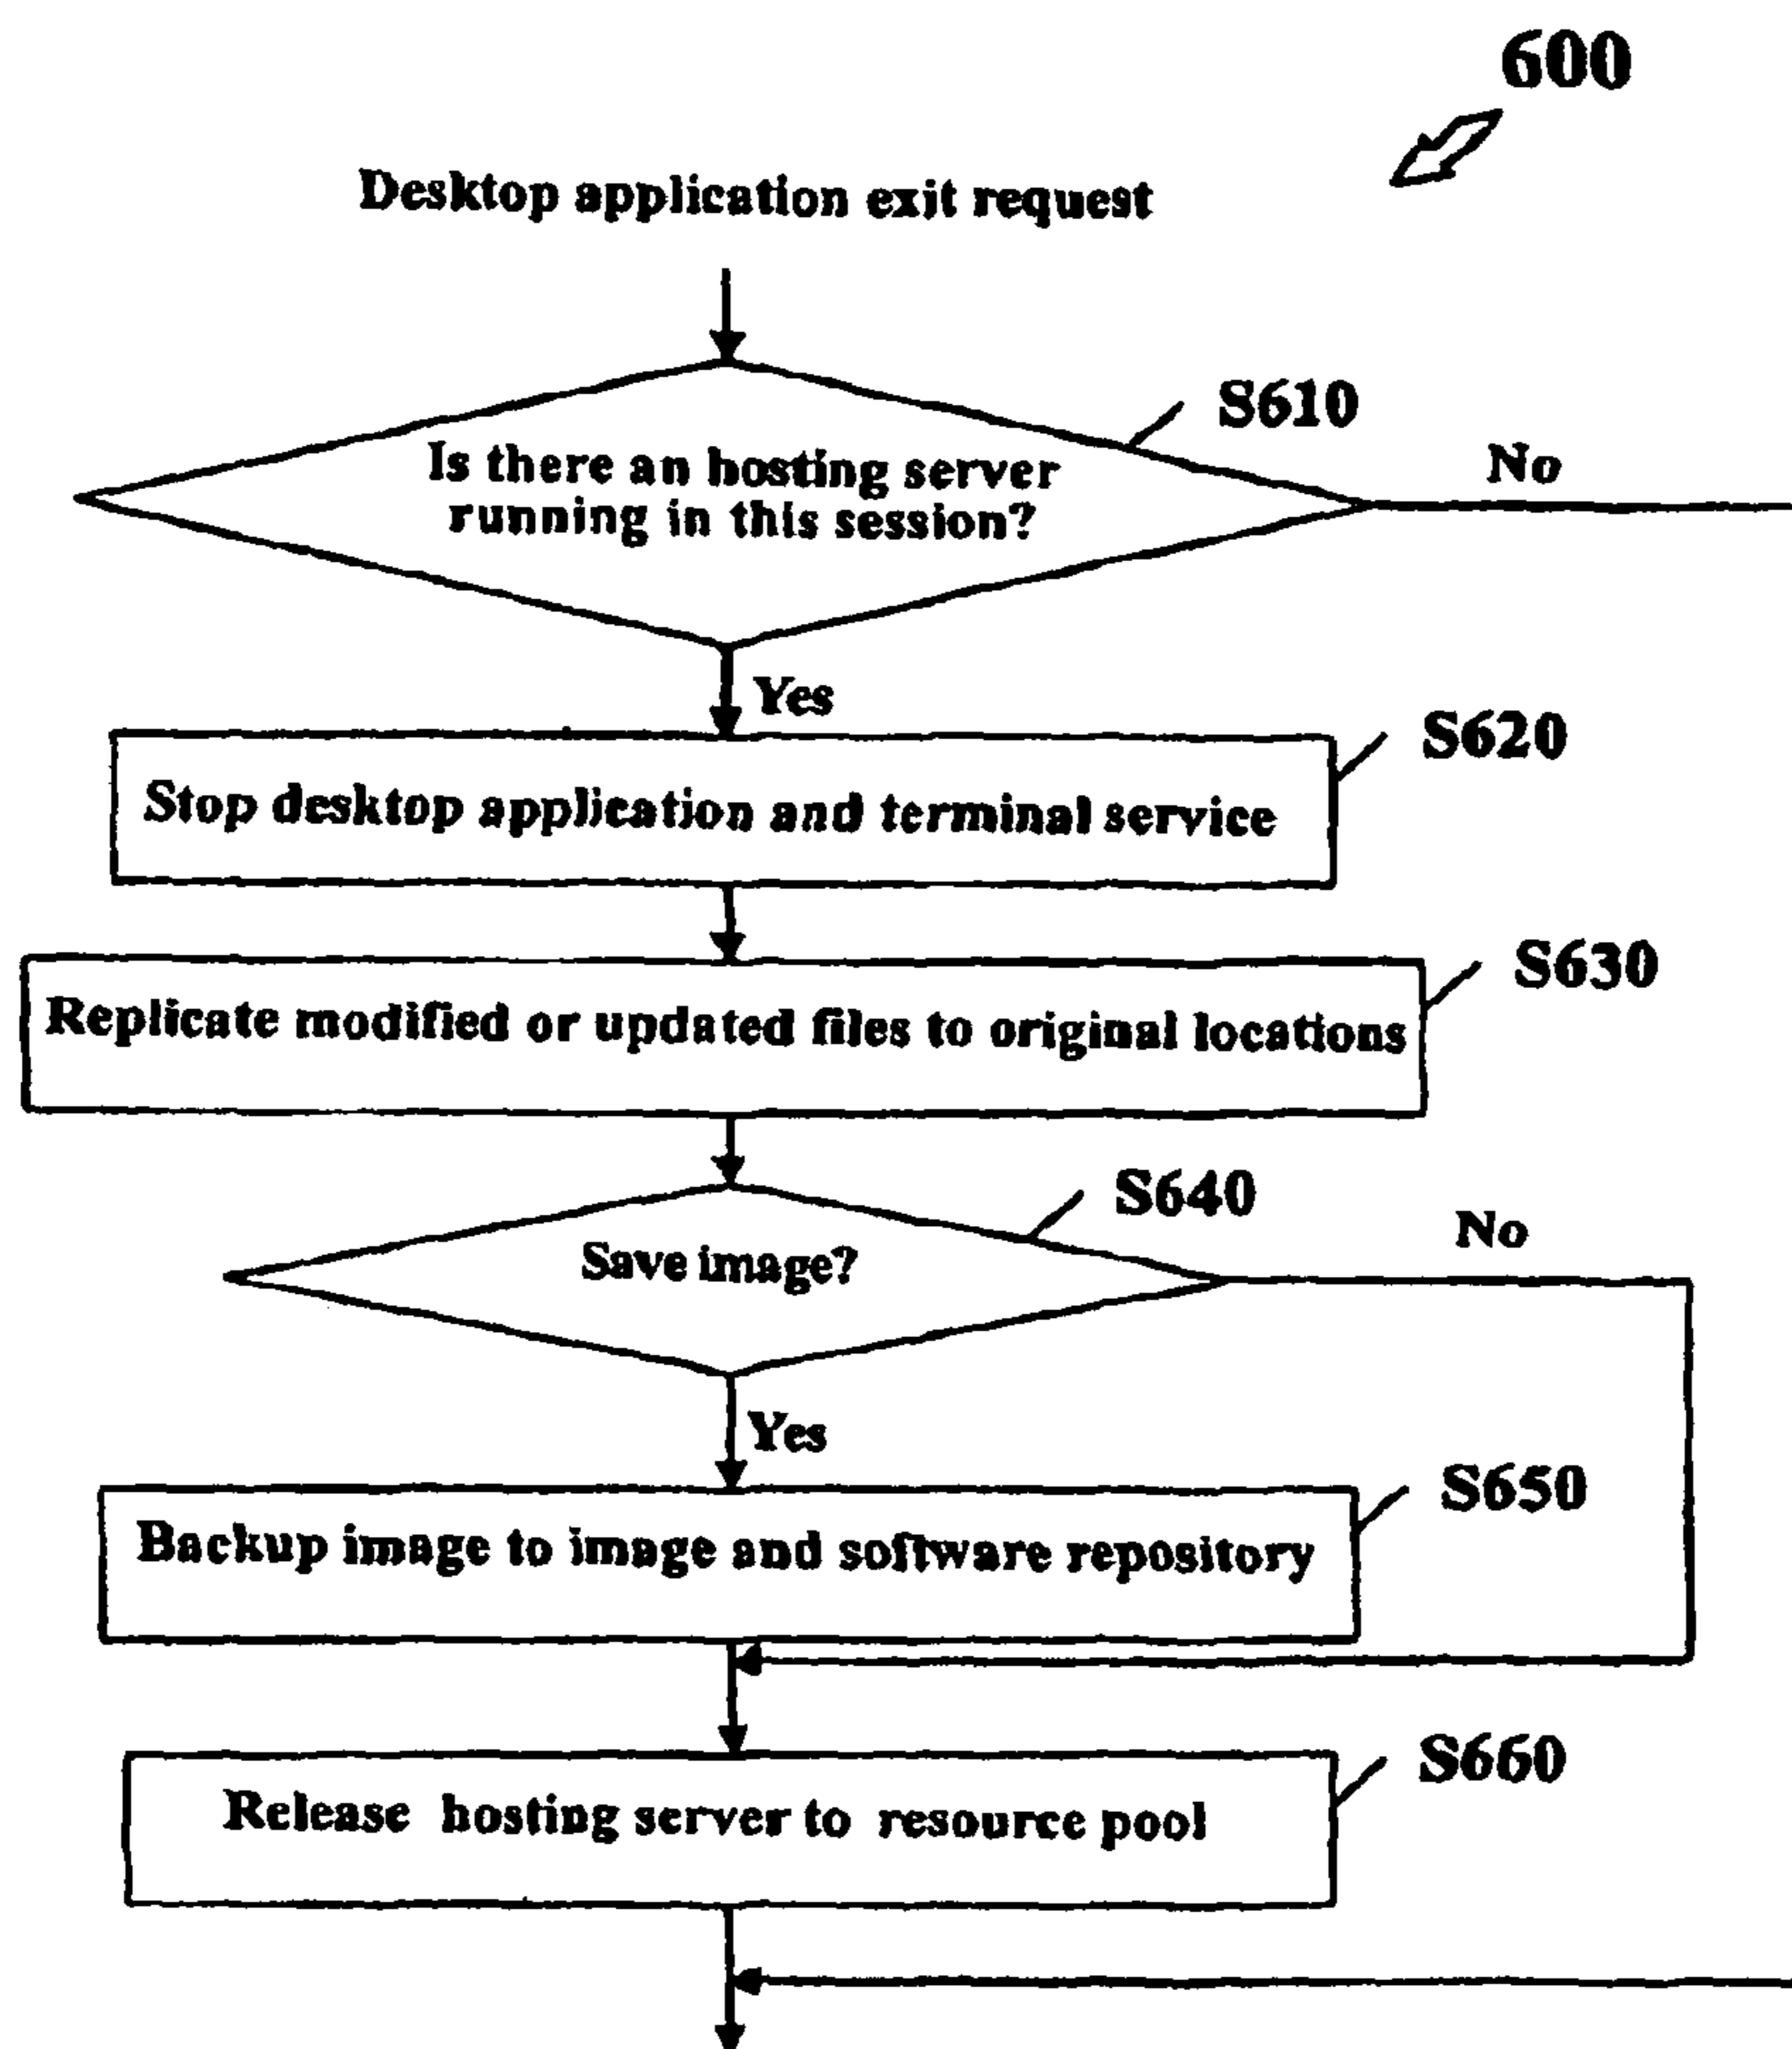 600
Desktop application exit request
S610
Is there an hosting server
running in this session?
No
Yes
S620
Stop desktop application and terminal service
S630
Replicate modified or updated files to original locations
S640
Save image?
No
Yes
S650
Backup image to image and software repository
S660
Release hosting server to resource pool